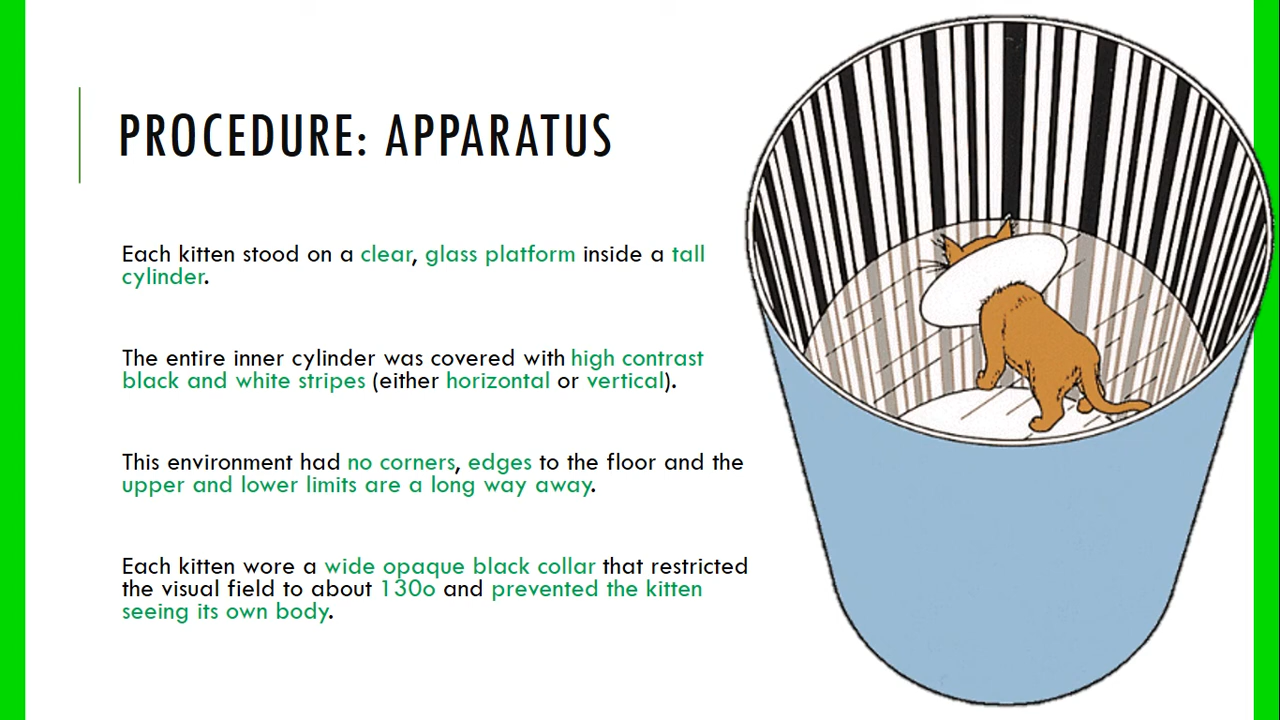 PROCEDURE: APPARATUS
Each kitten stood on a clear, glass platform inside a tall
cylinder.
The entire inner cylinder was covered with high contrast
black and white stripes (either horizontal or vertical).
This environment had no corners, edges to the floor and the
upper and lower limits are a long way away.
Each kitten wore a wide opaque black collar that restricted
the visual field to about 130o and prevented the kitten
seeing its own body.